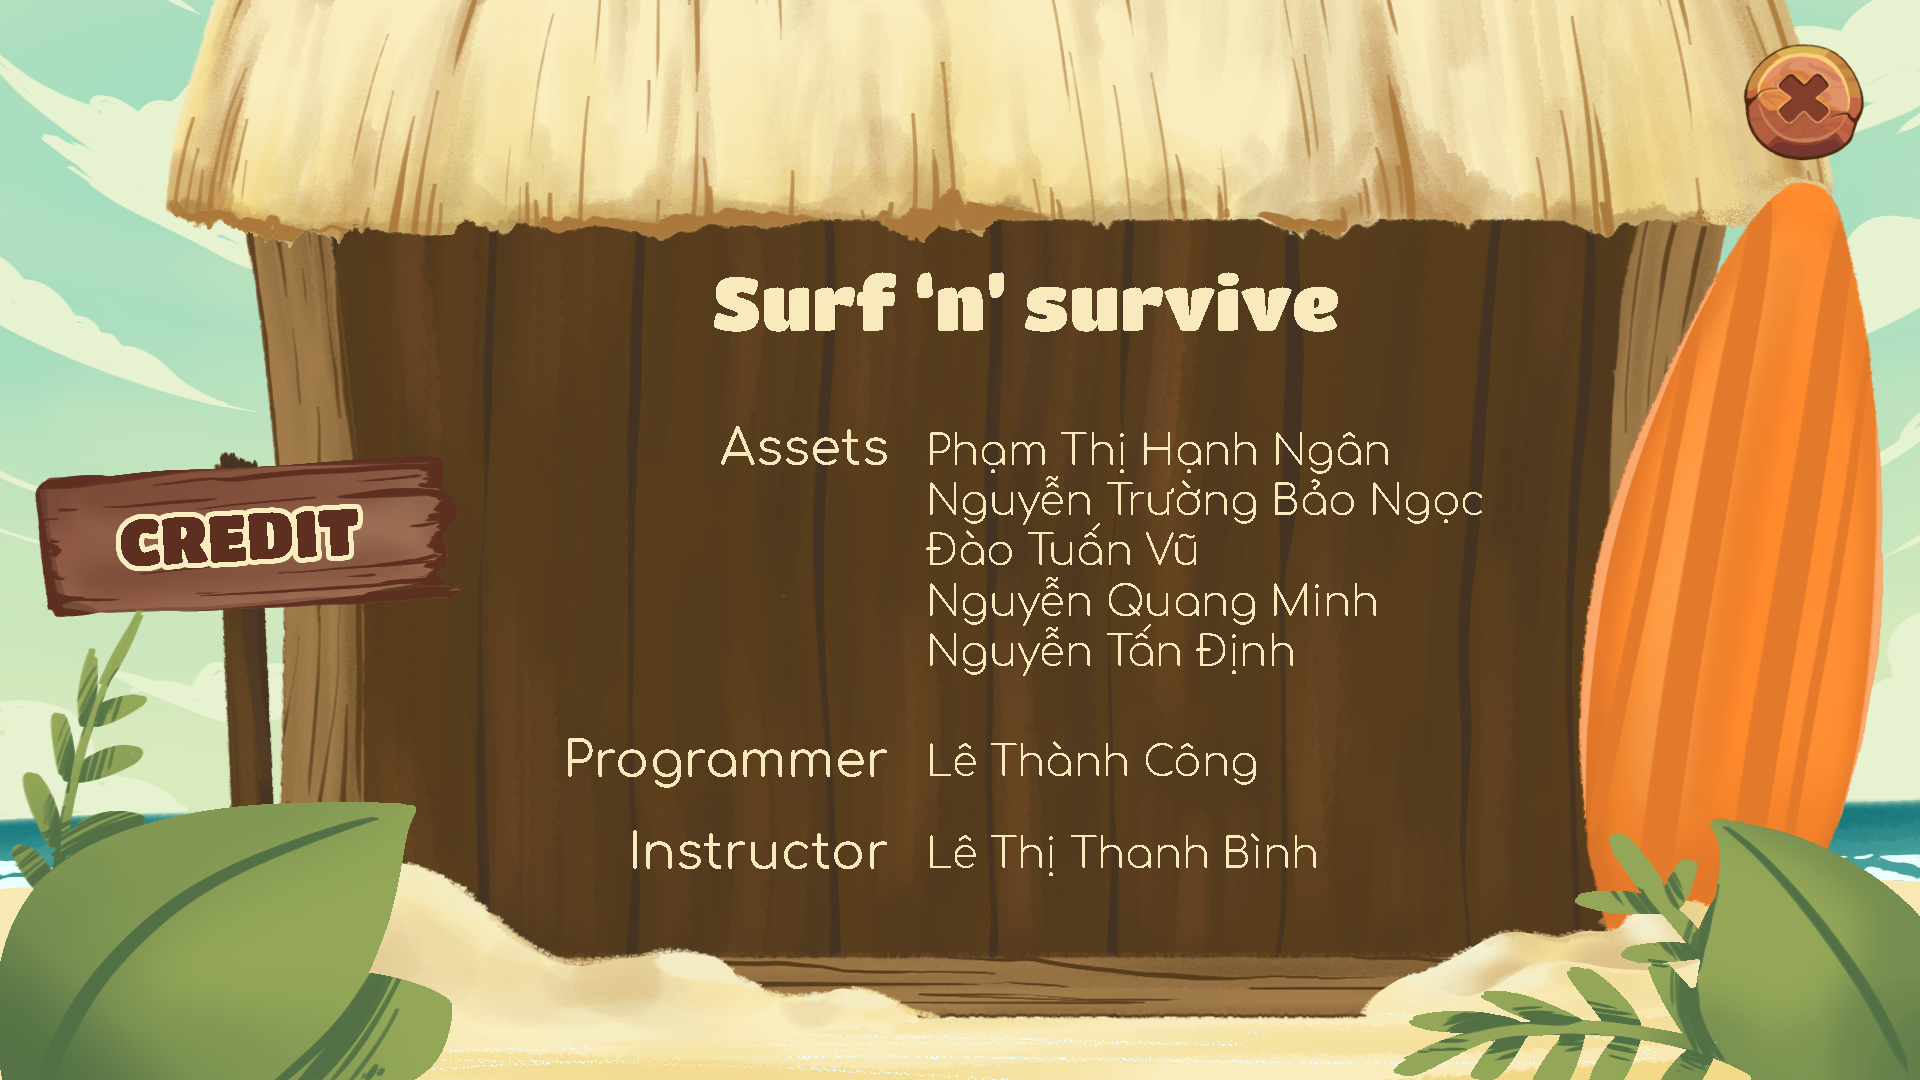 Surf 'n' survive
Assets Phạm Thị Hạnh Ngân
Nguyễn Trường Bảo Ngọc
Đào Tuấn Vũ
Nguyễn Quang Minh
Nguyễn Tấn Định
CREDIT
Programmer Lê Thành Công
Instructor Lê Thị Thanh Bình